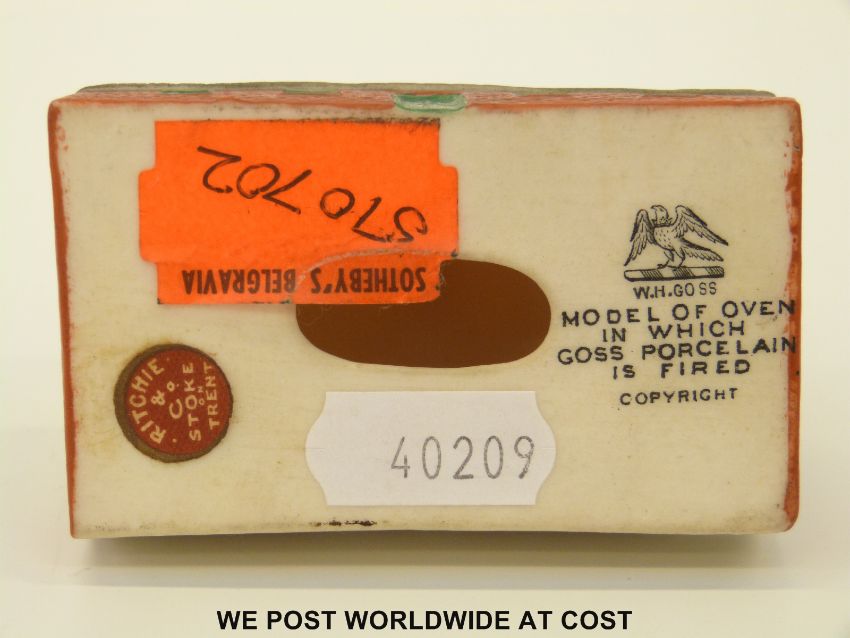 570702
SOTHEBY'S BELGRAVIA
W.H.GOSS
MODEL OF OVEN
IN WHICH
GOSS PORCELAIN
IS FIRED
COPYRIGHT
RITCHIE
& Co.
STOKE
ON
TRENT
40209
WE POST WORLDWIDE AT COST